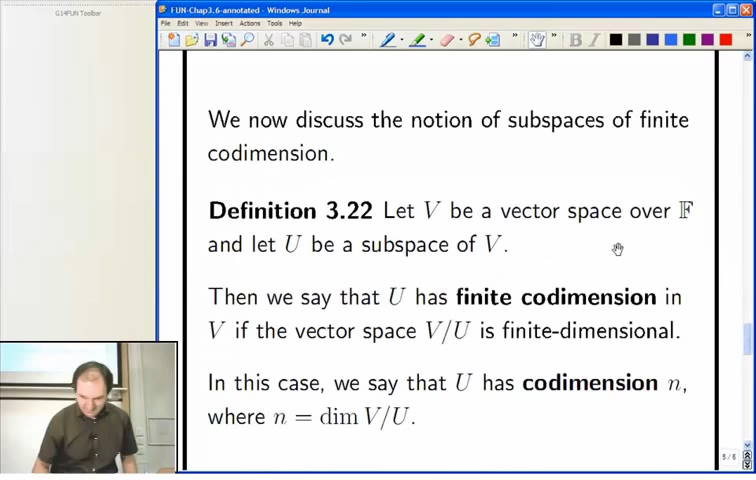 G14FUN Toolbar
FUN-Chap3.6-annotated - Windows Journal
File Edit View Insert Actions Tools Help
B I
We now discuss the notion of subspaces of finite
codimension.
Definition 3.22 Let V be a vector space over 𝔽
and let U be a subspace of V.
Then we say that U has finite codimension in
V if the vector space V/U is finite-dimensional.
In this case, we say that U has codimension n,
where n = dim V/U.
5/6